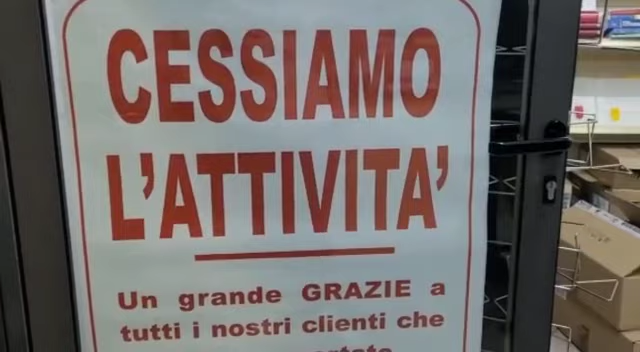 CESSIAMO
L'ATTIVITA'
Un grande GRAZIE a
tutti i nostri clienti che